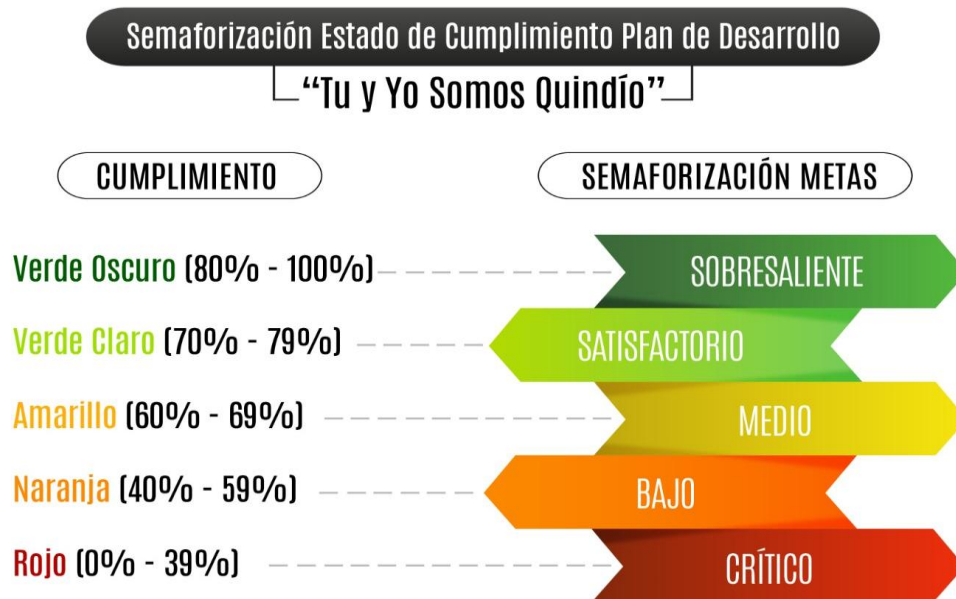 Semaforización Estado de Cumplimiento Plan de Desarrollo
“Tu y Yo Somos Quindío”
CUMPLIMIENTO
SEMAFORIZACIÓN METAS
Verde Oscuro (80% - 100%)
SOBRESALIENTE
Verde Claro (70% - 79%)
SATISFACTORIO
Amarillo (60% - 69%)
MEDIO
Naranja (40% - 59%)
BAJO
Rojo (0% - 39%)
CRÍTICO